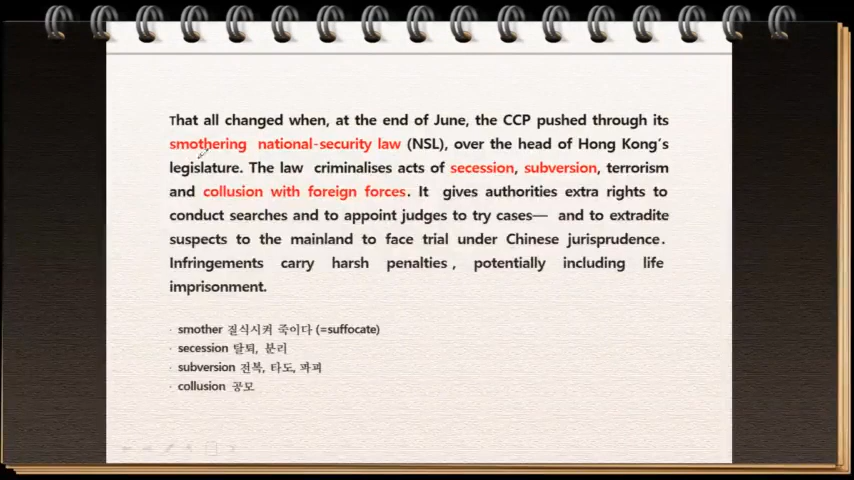 That all changed when, at the end of June, the CCP pushed through its
smothering national-security law (NSL), over the head of Hong Kong's
legislature. The law criminalises acts of secession, subversion, terrorism
and collusion with foreign forces. It gives authorities extra rights to
conduct searches and to appoint judges to try cases— and to extradite
suspects to the mainland to face trial under Chinese jurisprudence.
Infringements carry harsh penalties, potentially including life
imprisonment.
· smother 질식시켜 죽이다 (=suffocate)
· secession 탈퇴, 분리
· subversion 전복, 타도, 파괴
· collusion 공모